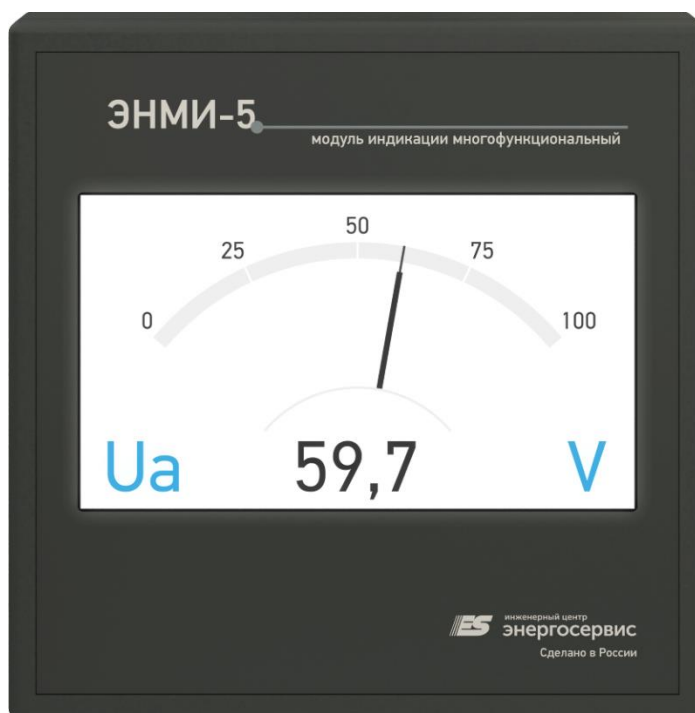 ЭНМИ-5
модуль индикации многофункциональный
50
25
75
0
100
Ua
59,7
V
ES
инженерный центр
энергосервис
Сделано в России